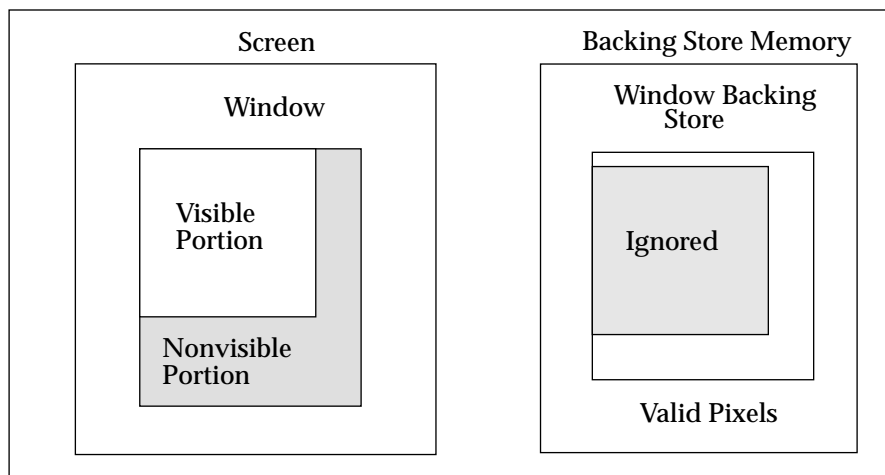 Screen
Window
Visible
Portion
Nonvisible
Portion
Backing Store Memory
Window Backing
Store
Ignored
Valid Pixels